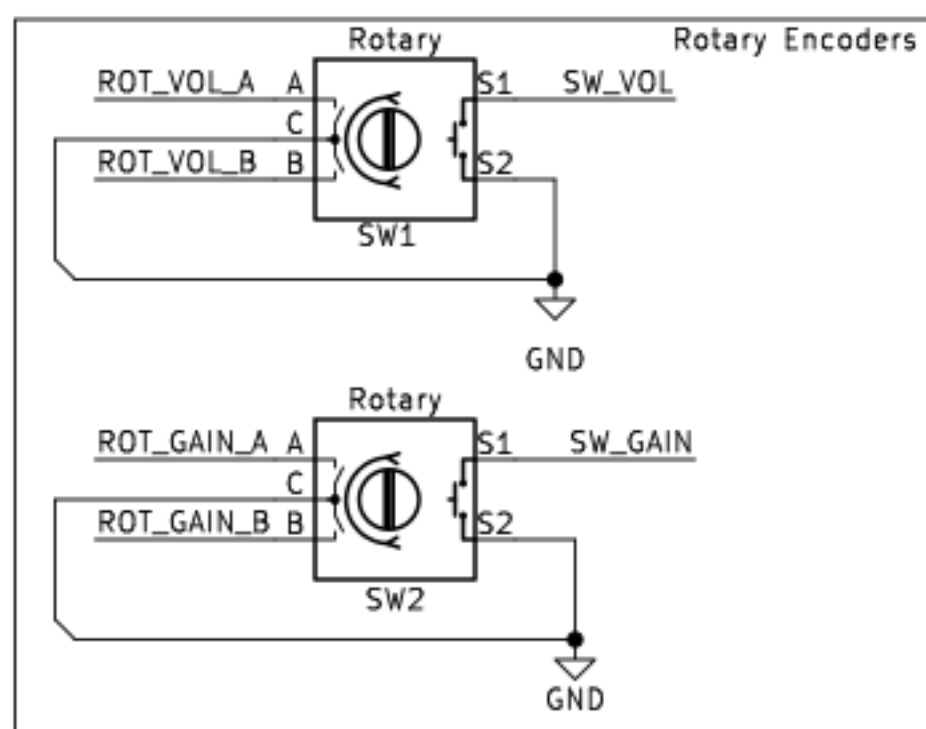 Rotary Rotary Encoders
ROT_VOL_A A S1 SW_VOL
C
ROT_VOL_B B S2
SW1
GND
Rotary
ROT_GAIN_A A S1 SW_GAIN
C
ROT_GAIN_B B S2
SW2
GND